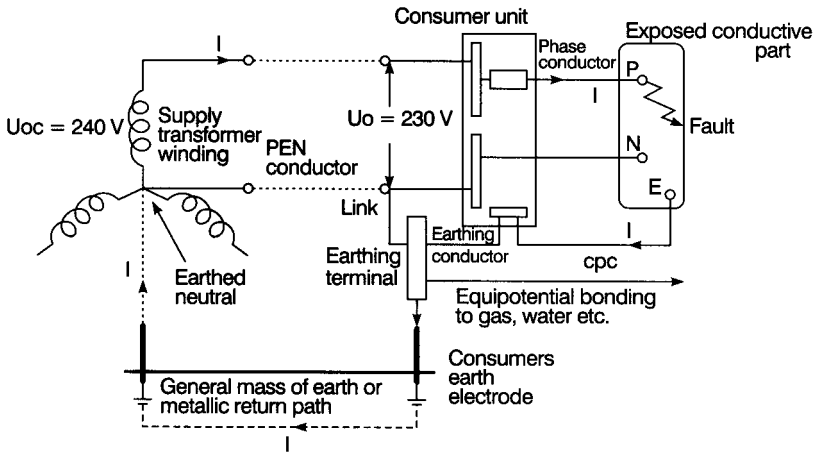 Consumer unit
Exposed conductive
part
I
Phase
conductor
P
I
Uoc = 240 V
Supply
transformer
winding
Uo = 230 V
Fault
PEN
conductor
N
Link
E
Earthing
terminal
Earthing
conductor
I
cpc
I
Earthed
neutral
Equipotential bonding
to gas, water etc.
Consumers
earth
electrode
General mass of earth or
metallic return path
I